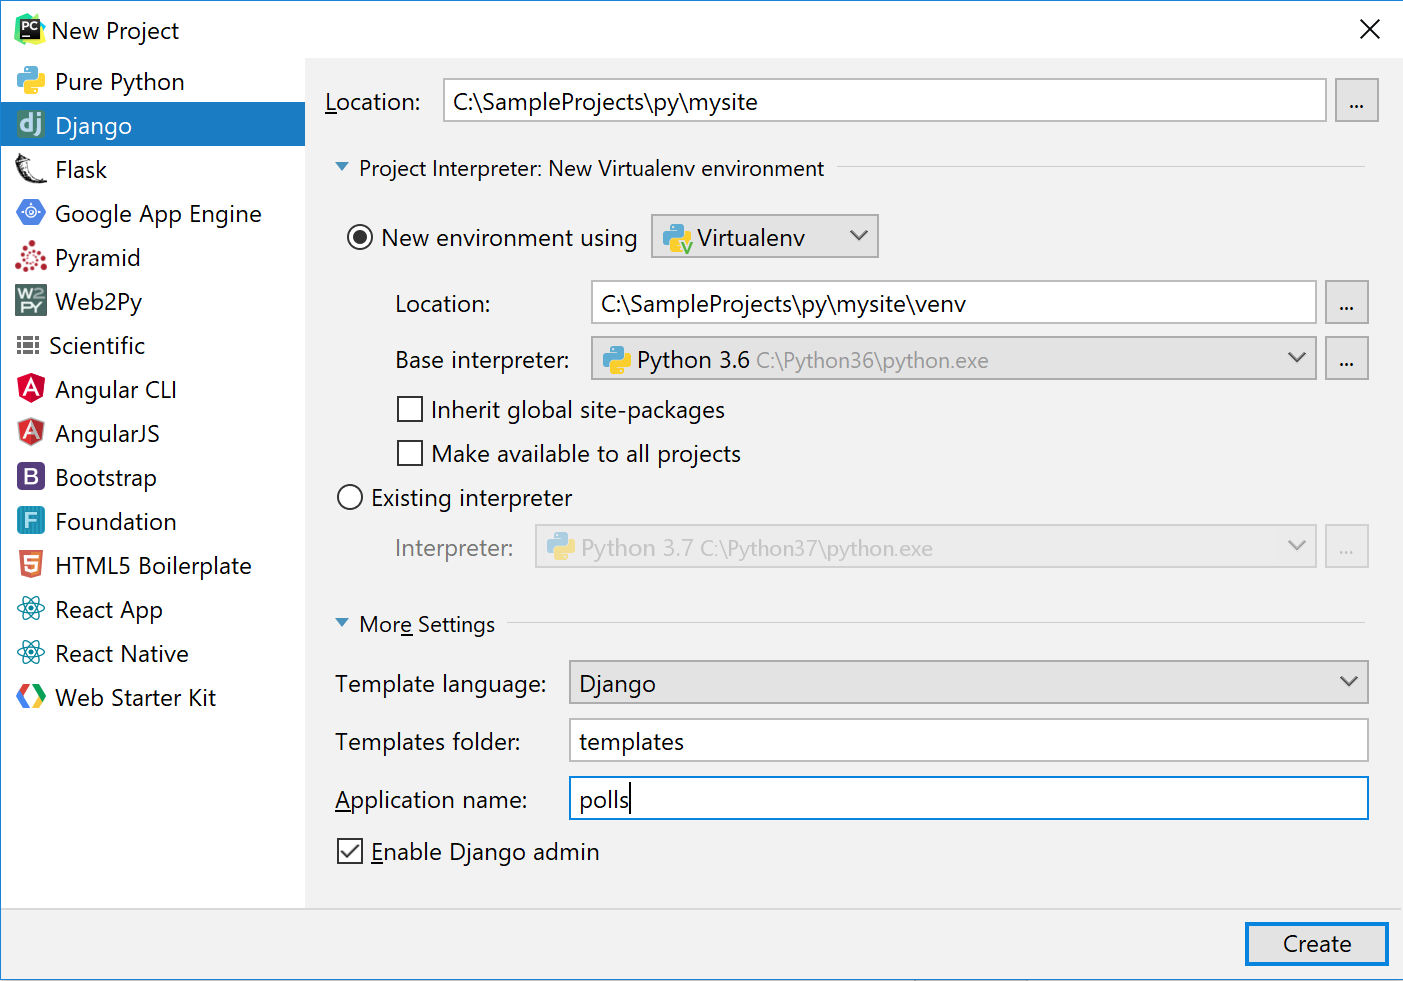 New Project
Pure Python
Django
Flask
Google App Engine
Pyramid
Web2Py
Scientific
Angular CLI
AngularJS
Bootstrap
Foundation
HTML5 Boilerplate
React App
React Native
Web Starter Kit
Location: C:\SampleProjects\py\mysite ...
Project Interpreter: New Virtualenv environment
New environment using Virtualenv
Location: C:\SampleProjects\py\mysite\venv ...
Base interpreter: Python 3.6 C:\Python36\python.exe ...
Inherit global site-packages
Make available to all projects
Existing interpreter
Interpreter: Python 3.7 C:\Python37\python.exe ...
More Settings
Template language: Django
Templates folder: templates
Application name: polls
Enable Django admin
Create